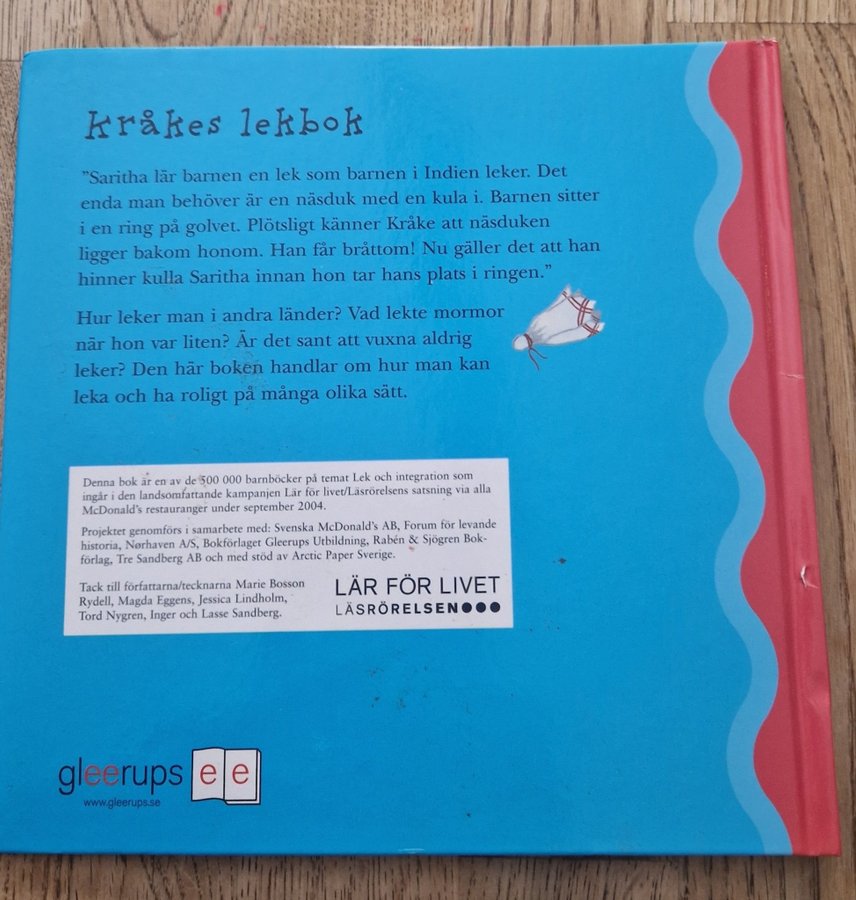 kråkes lekbok
”Saritha lär barnen en lek som barnen i Indien leker. Det
enda man behöver är en näsduk med en kula i. Barnen sitter
i en ring på golvet. Plötsligt känner Kråke att näsduken
ligger bakom honom. Han får bråttom! Nu gäller det att han
hinner kulla Saritha innan hon tar hans plats i ringen.”
Hur leker man i andra länder? Vad lekte mormor
när hon var liten? Är det sant att vuxna aldrig
leker? Den här boken handlar om hur man kan
leka och ha roligt på många olika sätt.
Denna bok är en av de 500 000 barnböcker på temat Lek och integration som
ingår i den landsomfattande kampanjen Lär för livet/Läsrörelsens satsning via alla
McDonald’s restauranger under september 2004.
Projektet genomförs i samarbete med: Svenska McDonald’s AB, Forum för levande
historia, Nørhaven A/S, Bokförlaget Gleerups Utbildning, Rabén & Sjögren Bok-
förlag, Tre Sandberg AB och med stöd av Arctic Paper Sverige.
Tack till författarna/tecknarna Marie Bosson
Rydell, Magda Eggens, Jessica Lindholm,
Tord Nygren, Inger och Lasse Sandberg.
LÄR FÖR LIVET
LÄSRÖRELSEN●●●
gleerups e e
www.gleerups.se